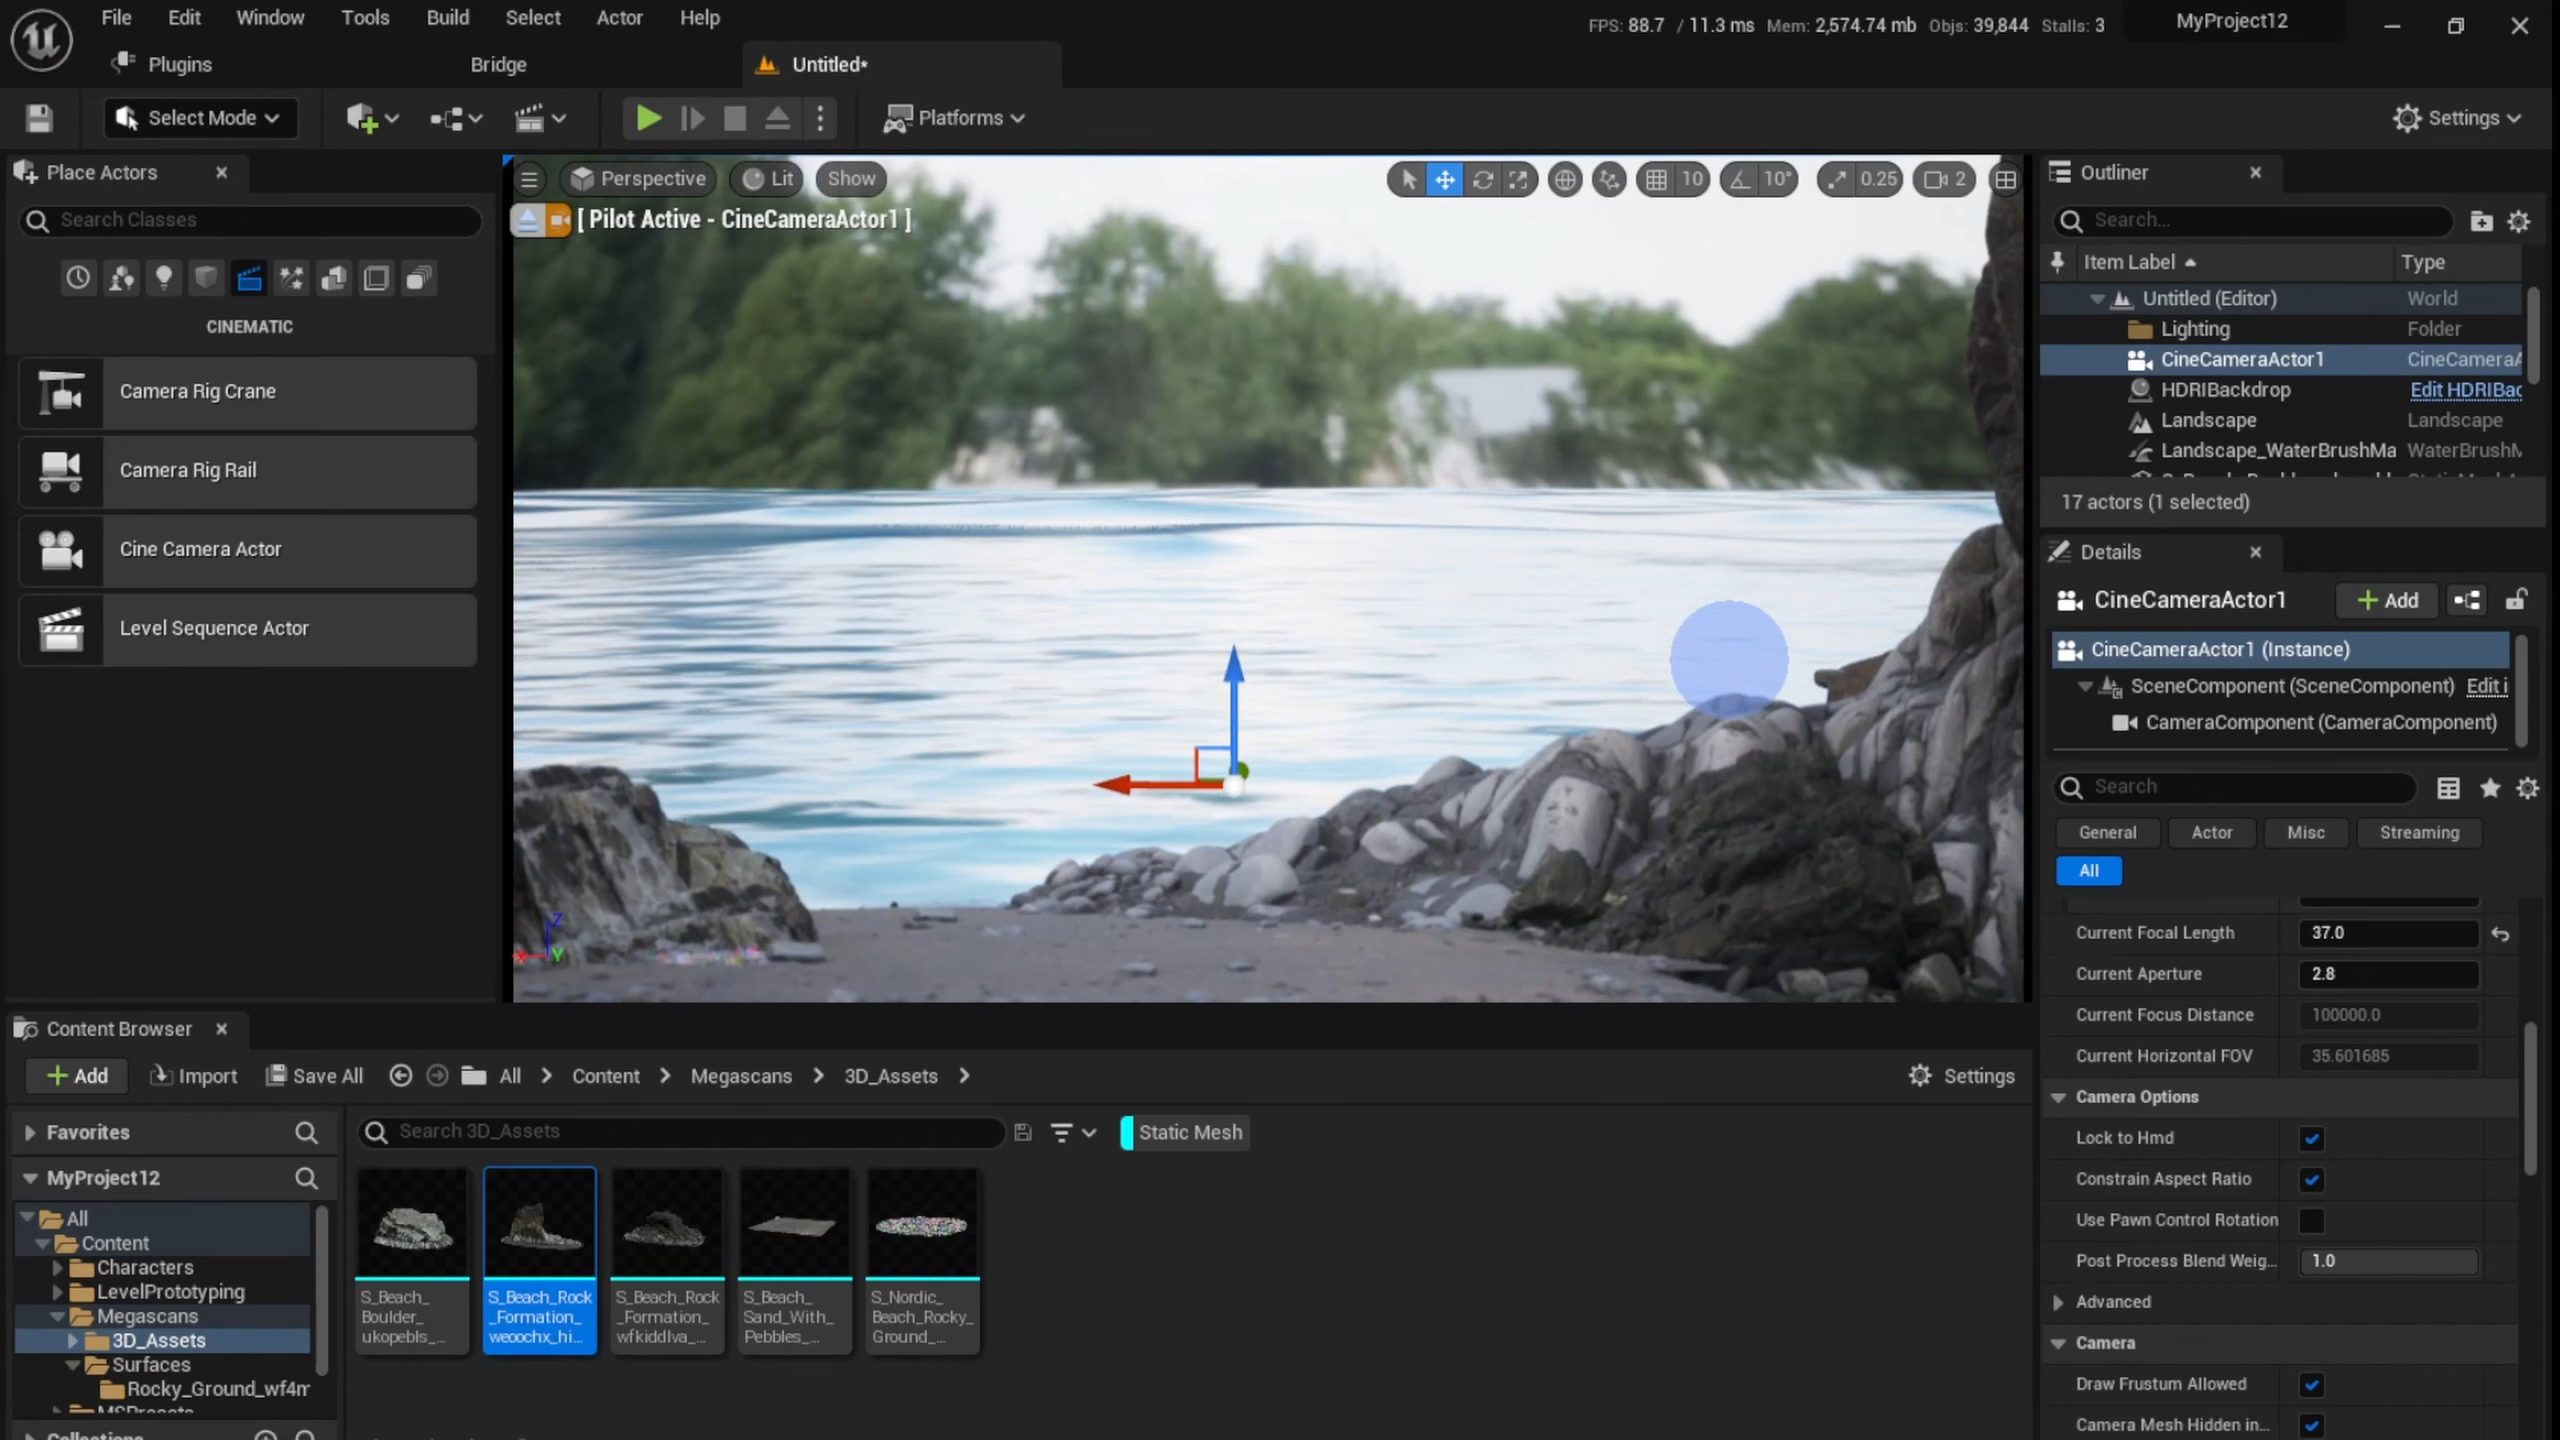 File Edit Window Tools Build Select Actor Help
FPS: 88.7 / 11.3 ms Mem: 2,574.74 mb Objs: 39,844 Stalls: 3
MyProject12
Plugins
Bridge
Untitled*
Select Mode
Platforms
Settings
Place Actors
Search Classes
CINEMATIC
Camera Rig Crane
Camera Rig Rail
Cine Camera Actor
Level Sequence Actor
Perspective Lit Show
10 10° 0.25 2
[ Pilot Active - CineCameraActor1 ]
Z
X Y
Outliner
Search...
Item Label Type
Untitled (Editor) World
Lighting Folder
CineCameraActor1 CineCameraA
HDRIBackdrop Edit HDRIBac
Landscape Landscape
Landscape_WaterBrushMa WaterBrushM
17 actors (1 selected)
Details
CineCameraActor1 + Add
CineCameraActor1 (Instance)
SceneComponent (SceneComponent) Edit i
CameraComponent (CameraComponent)
Search
General Actor Misc Streaming
All
Current Focal Length 37.0
Current Aperture 2.8
Current Focus Distance 100000.0
Current Horizontal FOV 35.601685
Camera Options
Lock to Hmd
Constrain Aspect Ratio
Use Pawn Control Rotation
Post Process Blend Weig... 1.0
Advanced
Camera
Draw Frustum Allowed
Camera Mesh Hidden in...
Content Browser
+ Add Import Save All All > Content > Megascans > 3D_Assets > Settings
Favorites
MyProject12
All
Content
Characters
LevelPrototyping
Megascans
3D_Assets
Surfaces
Rocky_Ground_wf4m
MSPresets
Collections
Search 3D_Assets
Static Mesh
S_Beach_
Boulder_
ukopebls_...
S_Beach_Rock
_Formation_
weoochx_hi...
S_Beach_Rock
_Formation_
wfkiddlva_...
S_Beach_
Sand_With_
Pebbles_...
S_Nordic_
Beach_Rocky_
Ground_...